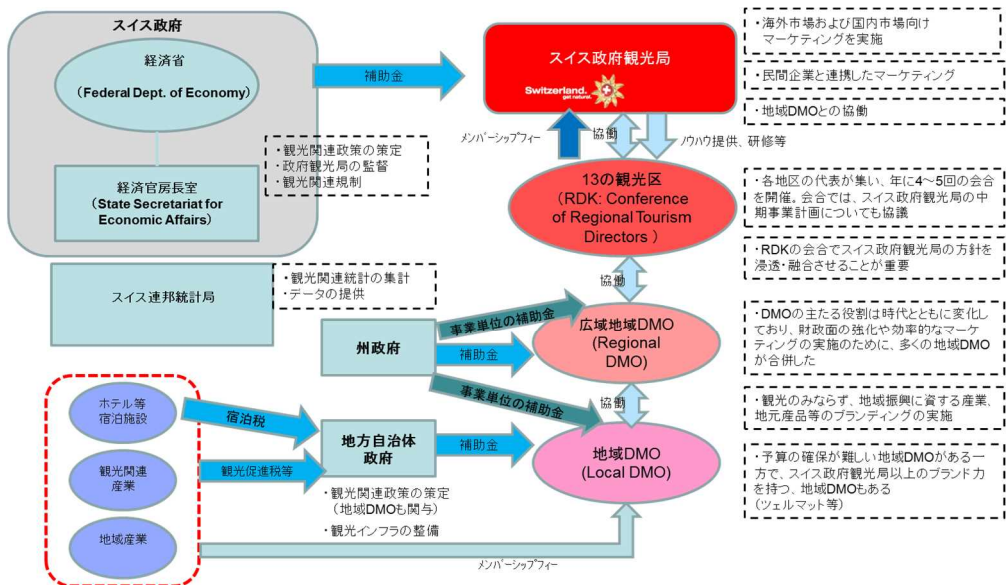 スイス政府
経済省
（Federal Dept. of Economy）
経済官房長室
(State Secretariat for
Economic Affairs)
・観光関連政策の策定
・政府観光局の監督
・観光関連規制
補助金
スイス政府観光局
Switzerland.
get natural.
・海外市場および国内市場向け
マーケティングを実施
・民間企業と連携したマーケティング
・地域DMOとの協働
メンバーシップフィー
協働
ノウハウ提供、研修等
13の観光区
（RDK: Conference
of Regional Tourism
Directors ）
・各地区の代表が集い、年に4～5回の会合
を開催。会合では、スイス政府観光局の中
期事業計画についても協議
・RDKの会合でスイス政府観光局の方針を
浸透・融合させることが重要
スイス連邦統計局
・観光関連統計の集計
・データの提供
協働
州政府
事業単位の補助金
補助金
広域地域DMO
(Regional
DMO)
・DMOの主たる役割は時代とともに変化し
ており、財政面の強化や効率的なマーケ
ティングの実施のために、多くの地域DMO
が合併した
事業単位の補助金
協働
・観光のみならず、地域振興に資する産業、
地元産品等のブランディングの実施
ホテル等
宿泊施設
宿泊税
観光関連
産業
観光促進税等
地域産業
地方自治体
政府
補助金
地域DMO
(Local DMO)
・観光関連政策の策定
（地域DMOも関与）
・観光インフラの整備
メンバーシップフィー
・予算の確保が難しい地域DMOがある一
方で、スイス政府観光局以上のブランド力
を持つ、地域DMOもある
（ツェルマット等）